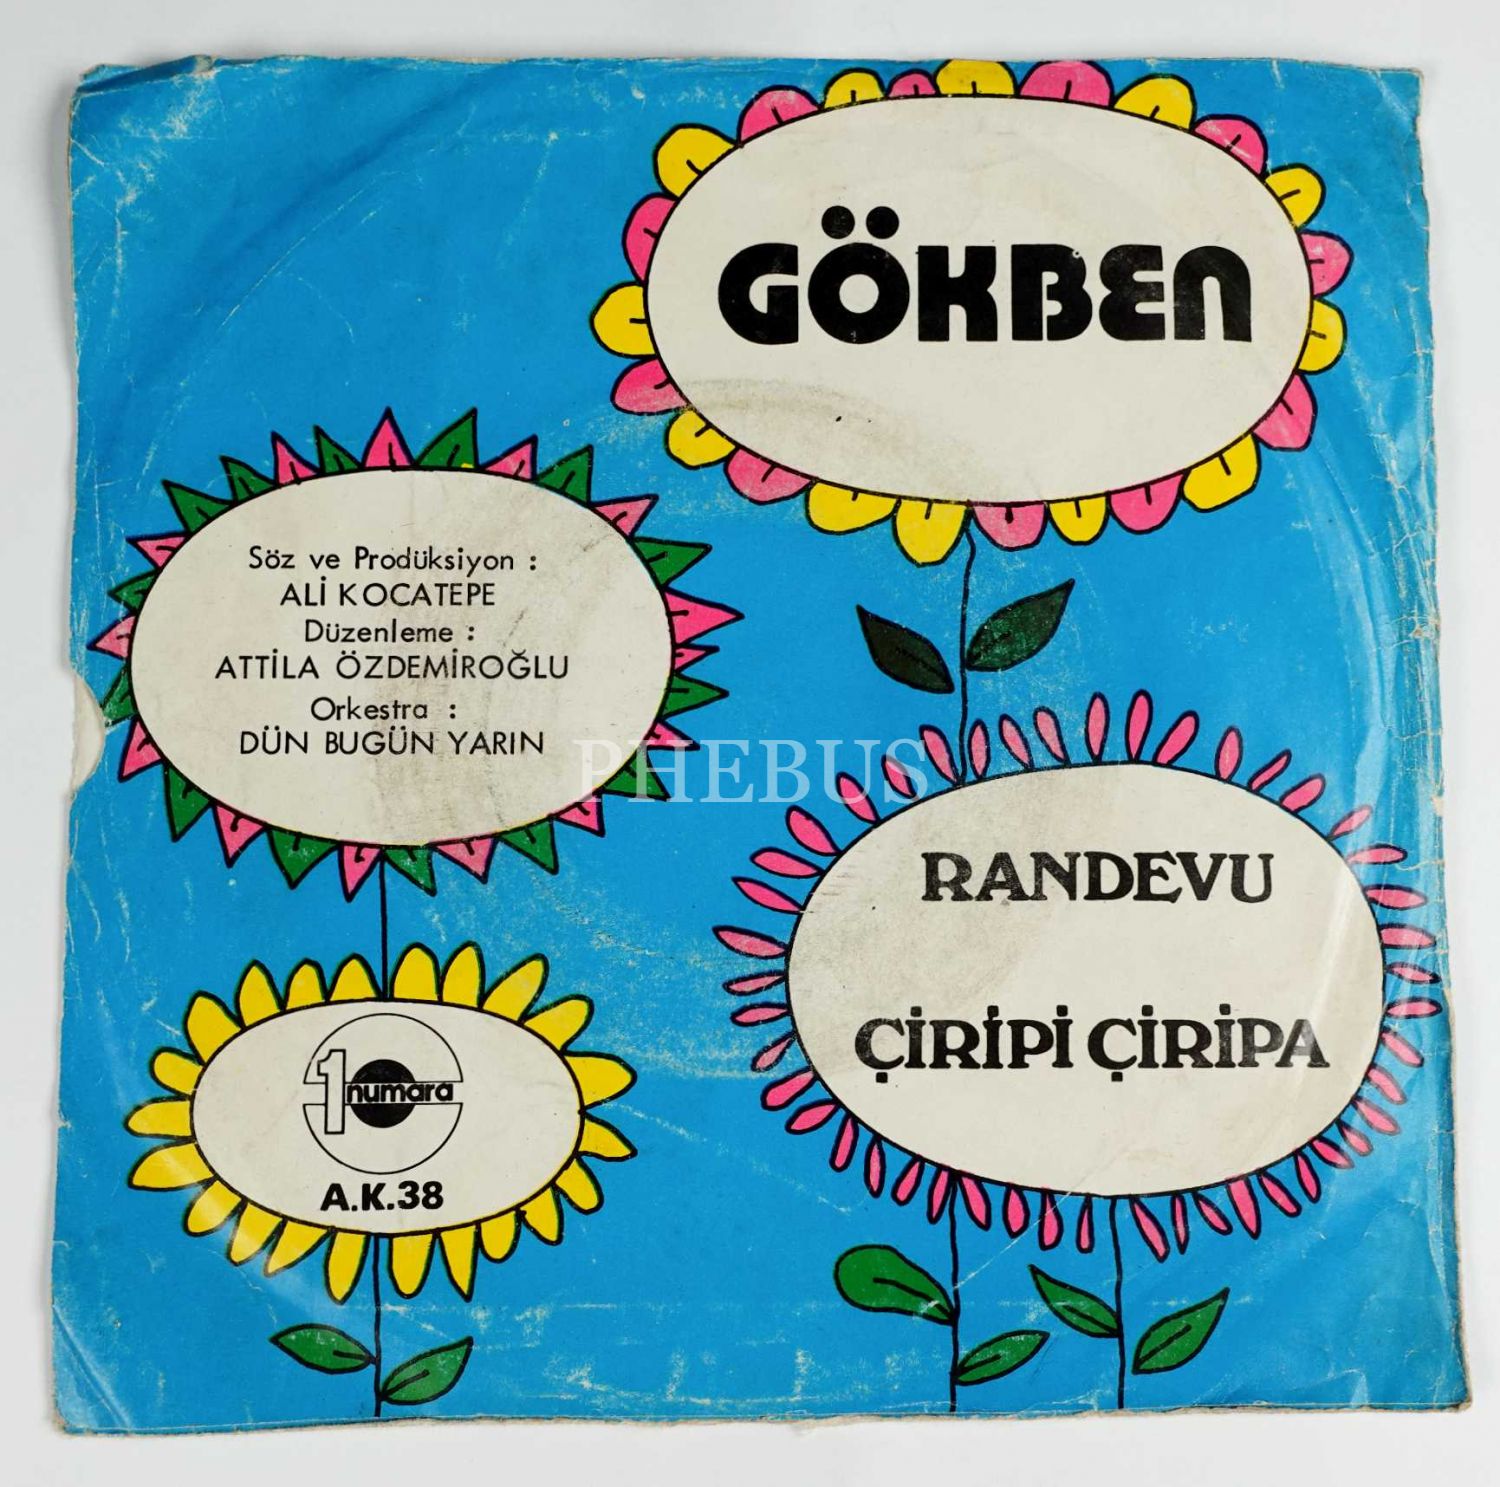 GÖKBEN
Söz ve Prodüksiyon :
ALİ KOCATEPE
Düzenleme :
ATTİLA ÖZDEMİROĞLU
Orkestra :
DÜN BUGÜN YARIN
PHEBUS
RANDEVU
ÇİRİPİ ÇİRİPA
1 numara
A.K.38